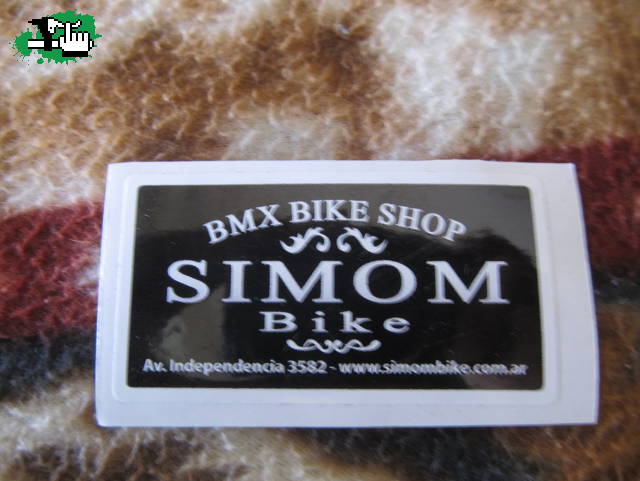 BMX BIKE SHOP
SIMOM
Bike
Av. Independencia 3582 - www.simombike.com.ar